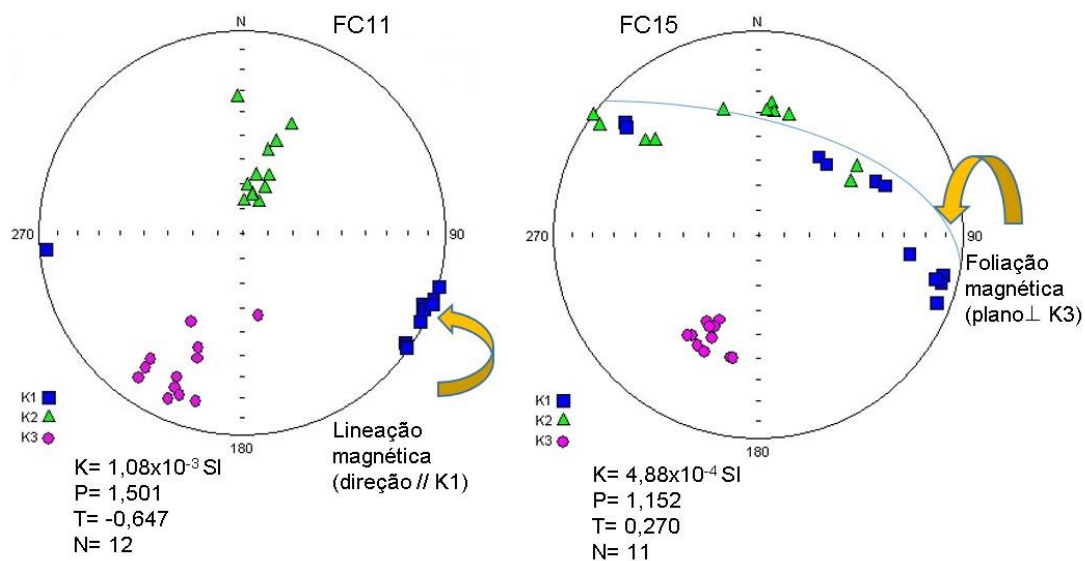 FC11
N
270
90
180
K1
K2
K3
Lineação
magnética
(direção // K1)
K= 1,08x10⁻³ SI
P= 1,501
T= -0,647
N= 12
FC15
N
270
90
180
K1
K2
K3
Foliação
magnética
(plano⊥ K3)
K= 4,88x10⁻⁴ SI
P= 1,152
T= 0,270
N= 11